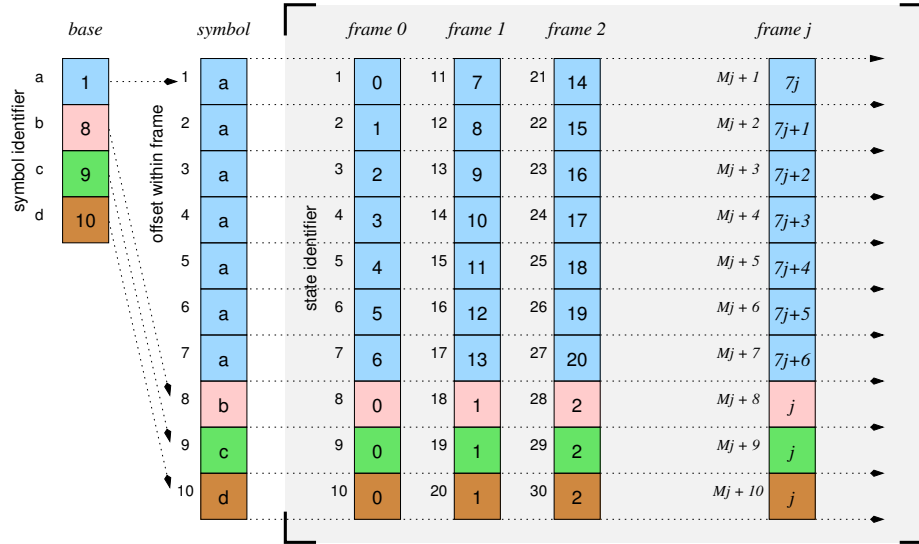 base symbol frame 0 frame 1 frame 2 frame j
symbol identifier
offset within frame
state identifier
a 1 1 a 1 0 11 7 21 14 Mj + 1 7j
b 8 2 a 2 1 12 8 22 15 Mj + 2 7j+1
c 9 3 a 3 2 13 9 23 16 Mj + 3 7j+2
d 10 4 a 4 3 14 10 24 17 Mj + 4 7j+3
5 a 5 4 15 11 25 18 Mj + 5 7j+4
6 a 6 5 16 12 26 19 Mj + 6 7j+5
7 a 7 6 17 13 27 20 Mj + 7 7j+6
8 b 8 0 18 1 28 2 Mj + 8 j
9 c 9 0 19 1 29 2 Mj + 9 j
10 d 10 0 20 1 30 2 Mj + 10 j